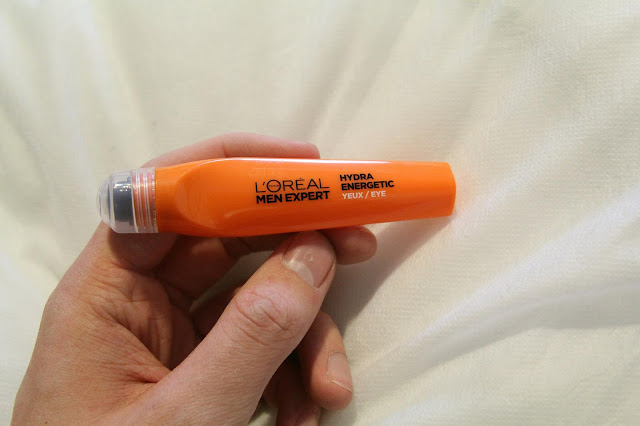 L'ORÉAL
MEN EXPERT
HYDRA
ENERGETIC
YEUX / EYE